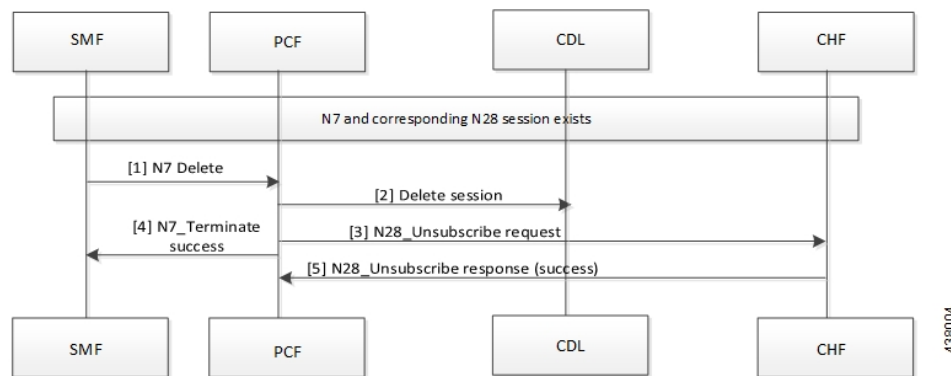 SMF
PCF
CDL
CHF
N7 and corresponding N28 session exists
[1] N7 Delete
[2] Delete session
[4] N7_Terminate
success
[3] N28_Unsubscribe request
[5] N28_Unsubscribe response (success)
SMF
PCF
CDL
CHF
438004